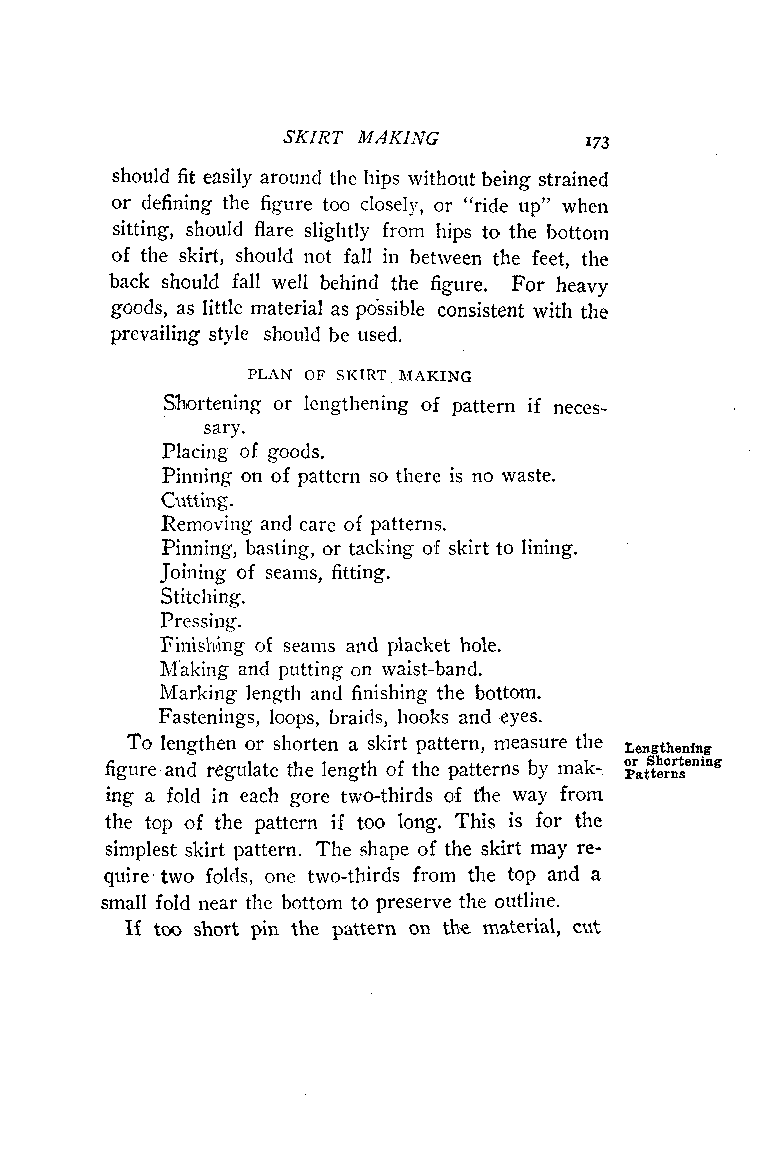 SKIRT MAKING 173
should fit easily around the hips without being strained
or defining the figure too closely, or "ride up" when
sitting, should flare slightly from hips to the bottom
of the skirt, should not fall in between the feet, the
back should fall well behind the figure. For heavy
goods, as little material as possible consistent with the
prevailing style should be used.
PLAN OF SKIRT MAKING
Shortening or lengthening of pattern if neces-
sary.
Placing of goods.
Pinning on of pattern so there is no waste.
Cutting.
Removing and care of patterns.
Pinning, basting, or tacking of skirt to lining.
Joining of seams, fitting.
Stitching.
Pressing.
Finishing of seams and placket hole.
Making and putting on waist-band.
Marking length and finishing the bottom.
Fastenings, loops, braids, hooks and eyes.
To lengthen or shorten a skirt pattern, measure the
figure and regulate the length of the patterns by mak-
ing a fold in each gore two-thirds of the way from
the top of the pattern if too long. This is for the
simplest skirt pattern. The shape of the skirt may re-
quire two folds, one two-thirds from the top and a
small fold near the bottom to preserve the outline.
If too short pin the pattern on the material, cut
Lengthening
or Shortening
Patterns